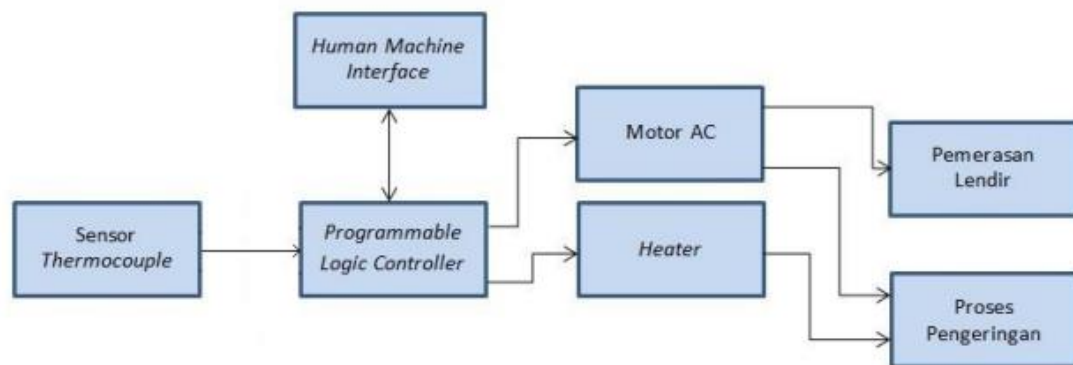 Human Machine
Interface
Motor AC
Pemerasan
Lendir
Sensor
Thermocouple
Programmable
Logic Controller
Heater
Proses
Pengeringan